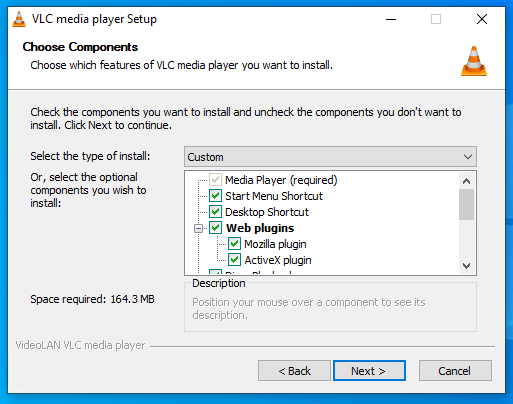 VLC media player Setup
Choose Components
Choose which features of VLC media player you want to install.
Check the components you want to install and uncheck the components you don't want to
install. Click Next to continue.
Select the type of install:
Custom
Or, select the optional
components you wish to
install:
Media Player (required)
Start Menu Shortcut
Desktop Shortcut
Web plugins
Mozilla plugin
ActiveX plugin
Space required: 164.3 MB
Description
Position your mouse over a component to see its
description.
VideoLAN VLC media player
< Back
Next >
Cancel